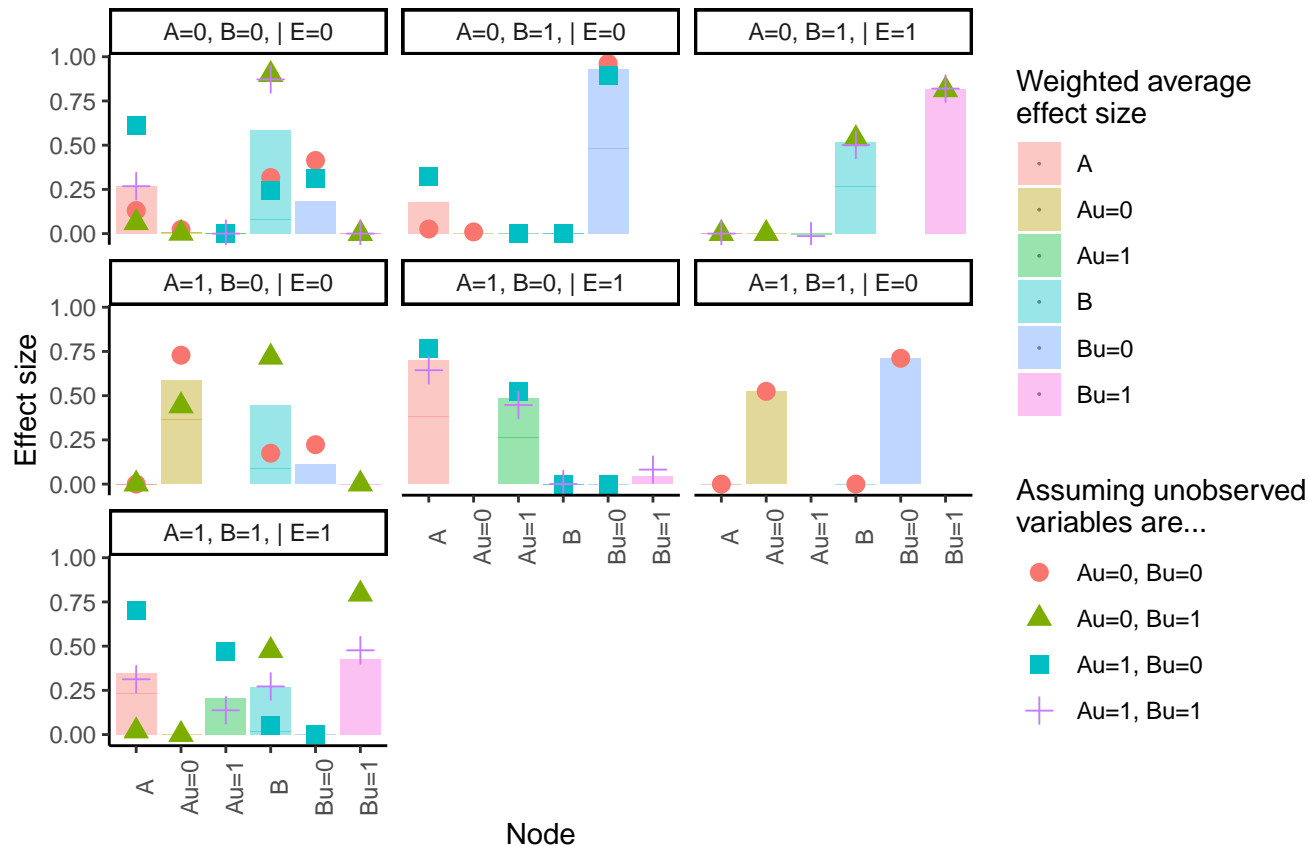 A=0, B=0, | E=0
A=0, B=1, | E=0
A=0, B=1, | E=1
1.00
0.75
0.50
0.25
0.00
A=1, B=0, | E=0
A=1, B=0, | E=1
A=1, B=1, | E=0
1.00
0.75
0.50
0.25
0.00
A
Au=0
Au=1
B
Bu=0
Bu=1
A
Au=0
Au=1
B
Bu=0
Bu=1
A=1, B=1, | E=1
1.00
0.75
0.50
0.25
0.00
A
Au=0
Au=1
B
Bu=0
Bu=1
Effect size
Node
Weighted average
effect size
A
Au=0
Au=1
B
Bu=0
Bu=1
Assuming unobserved
variables are...
Au=0, Bu=0
Au=0, Bu=1
Au=1, Bu=0
Au=1, Bu=1